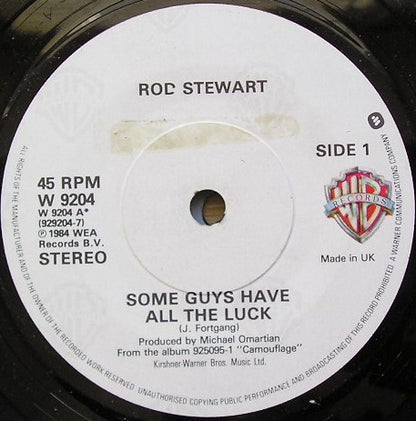 ROD STEWART
SIDE 1
45 RPM
W 9204
W 9204 A*
(929204-7)
℗ 1984 WEA
Records B.V.
STEREO
WB
RECORDS
Made in UK
SOME GUYS HAVE
ALL THE LUCK
(J. Fortgang)
Produced by Michael Omartian
From the album 925095-1 "Camouflage"
Kirshner-Warner Bros. Music Ltd.
ALL RIGHTS OF THE MANUFACTURER AND OF THE OWNER OF THE RECORDED WORK RESERVED UNAUTHORISED COPYING PUBLIC PERFORMANCE AND BROADCASTING OF THIS RECORD PROHIBITED A WARNER COMMUNICATIONS COMPANY